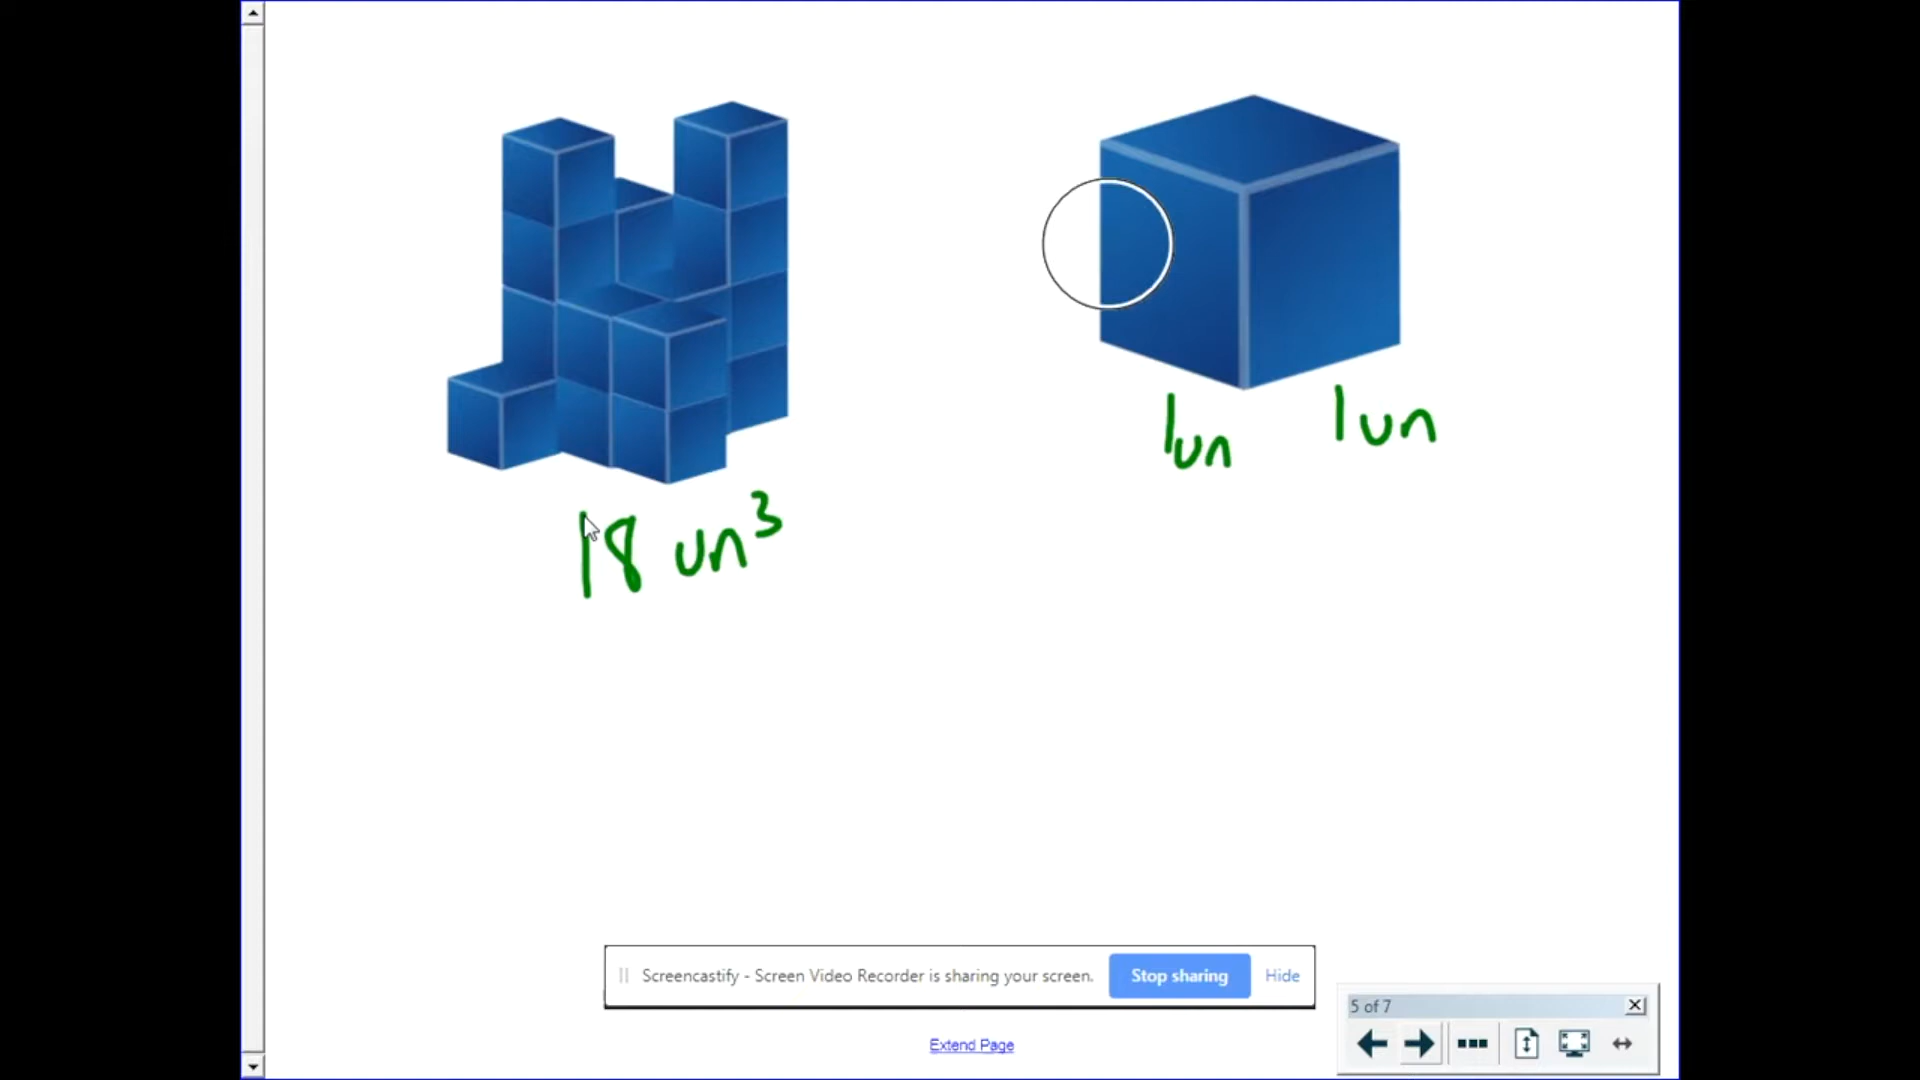 1un
1un
18 un³
Screencastify - Screen Video Recorder is sharing your screen.
Stop sharing
Hide
5 of 7
Extend Page